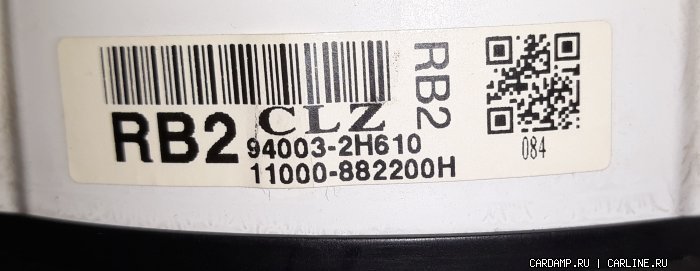 CLZ
RB2
94003-2H610
11000-882200H
RB2
084
CARDAMP.RU | CARLINE.RU